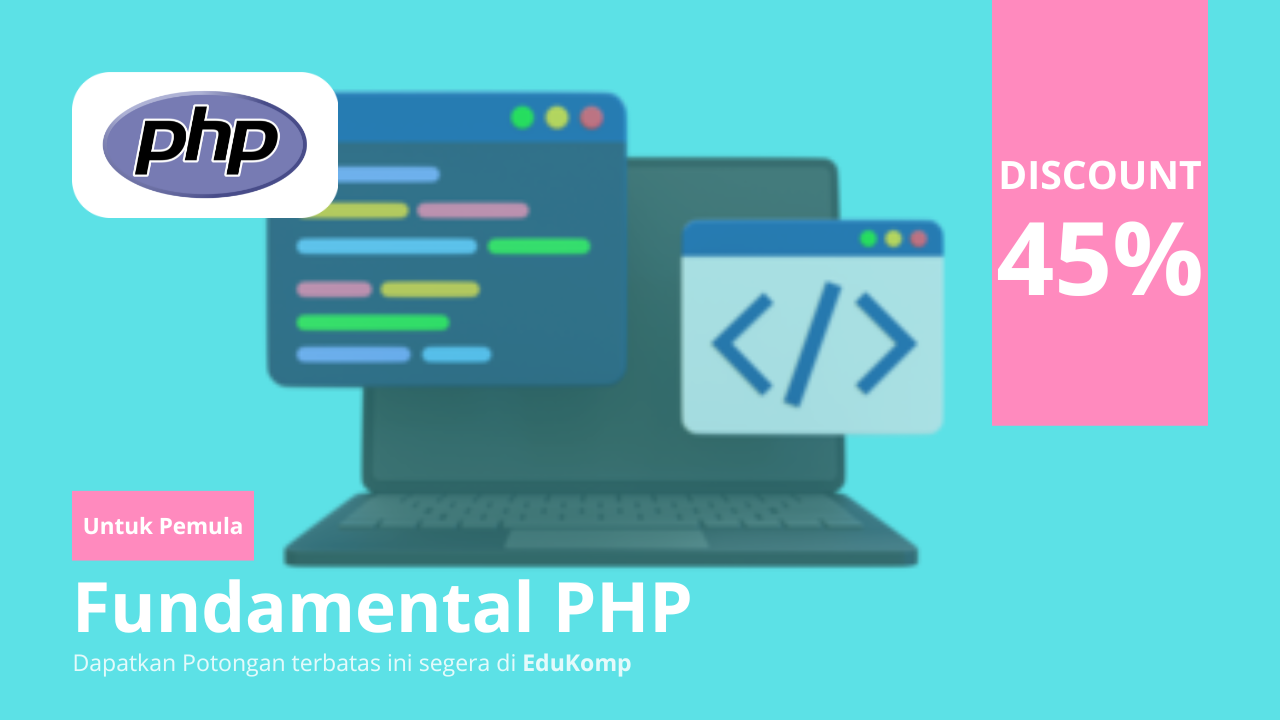 php
DISCOUNT
45%
</>
Untuk Pemula
Fundamental PHP
Dapatkan Potongan terbatas ini segera di EduKomp